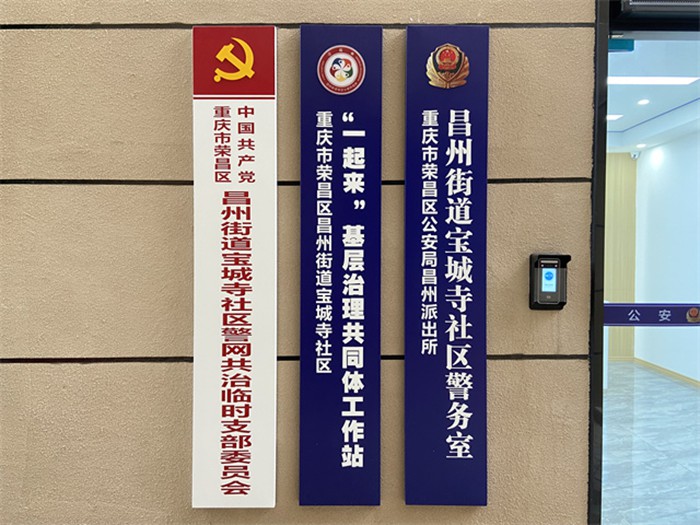 中国共产党
重庆市荣昌区
昌州街道宝城寺社区警网共治临时支部委员会
“一起来”基层治理共同体工作站
重庆市荣昌区昌州街道宝城寺社区
昌州街道宝城寺社区警务室
重庆市荣昌区公安局昌州派出所
公安